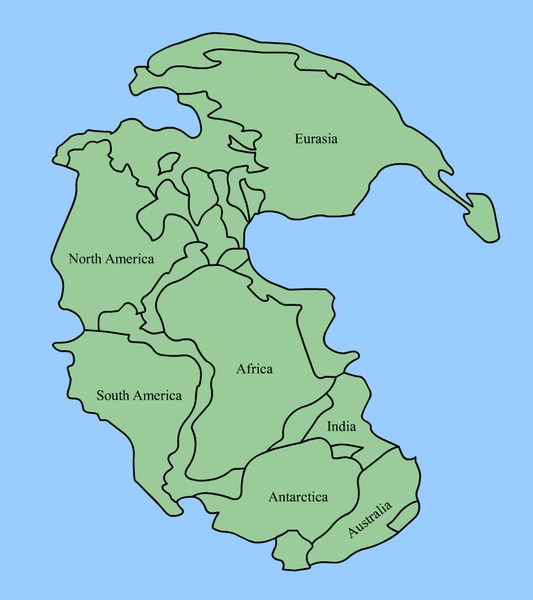 Eurasia
North America
Africa
South America
India
Antarctica
Australia